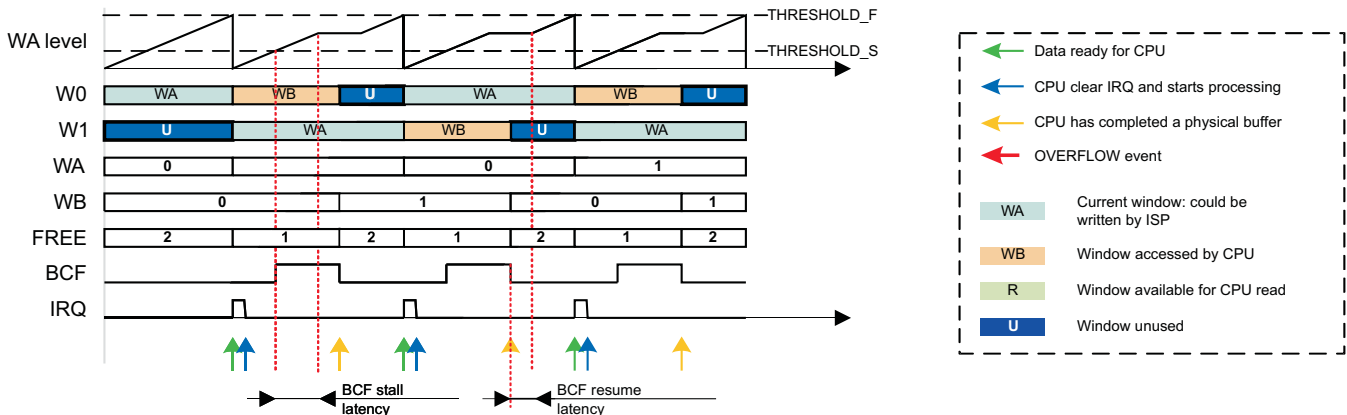 THRESHOLD_F
WA level
THRESHOLD_S
W0 WA WB U WA WB U
W1 U WA WB U WA
WA 0 0 1
WB 0 1 0 1
FREE 2 1 2 1 2 1 2
BCF
IRQ
BCF stall
latency
BCF resume
latency
Data ready for CPU
CPU clear IRQ and starts processing
CPU has completed a physical buffer
OVERFLOW event
WA Current window: could be
written by ISP
WB Window accessed by CPU
R Window available for CPU read
U Window unused